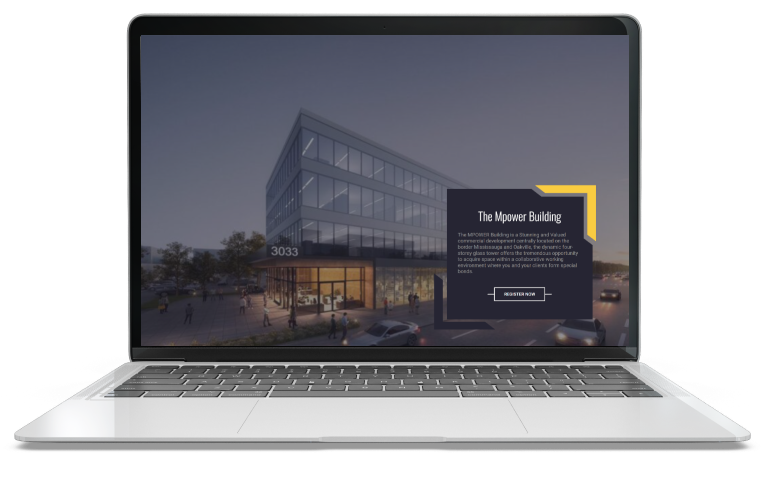 3033
The Mpower Building
The MPOWER Building is a Stunning and Valued
commercial development centrally located on the
border Mississauga and Oakville, the dynamic four-
storey glass tower offers the tremendous opportunity
to acquire space within a collaborative working
environment where you and your clients form special
bonds.
REGISTER NOW